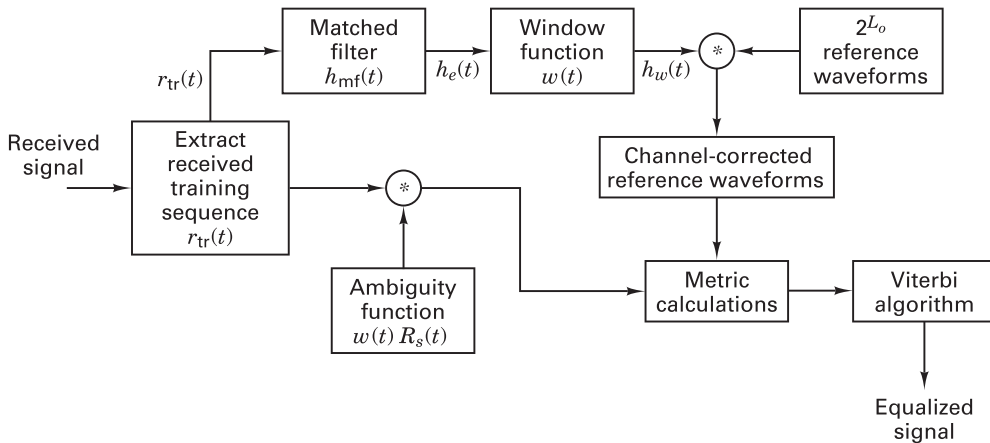 Matched
filter
h_mf(t)
Window
function
w(t)
2^{L_o}
reference
waveforms
*
r_tr(t)
h_e(t)
h_w(t)
Received
signal
Extract
received
training
sequence
r_tr(t)
*
Channel-corrected
reference waveforms
Ambiguity
function
w(t) R_s(t)
Metric
calculations
Viterbi
algorithm
Equalized
signal